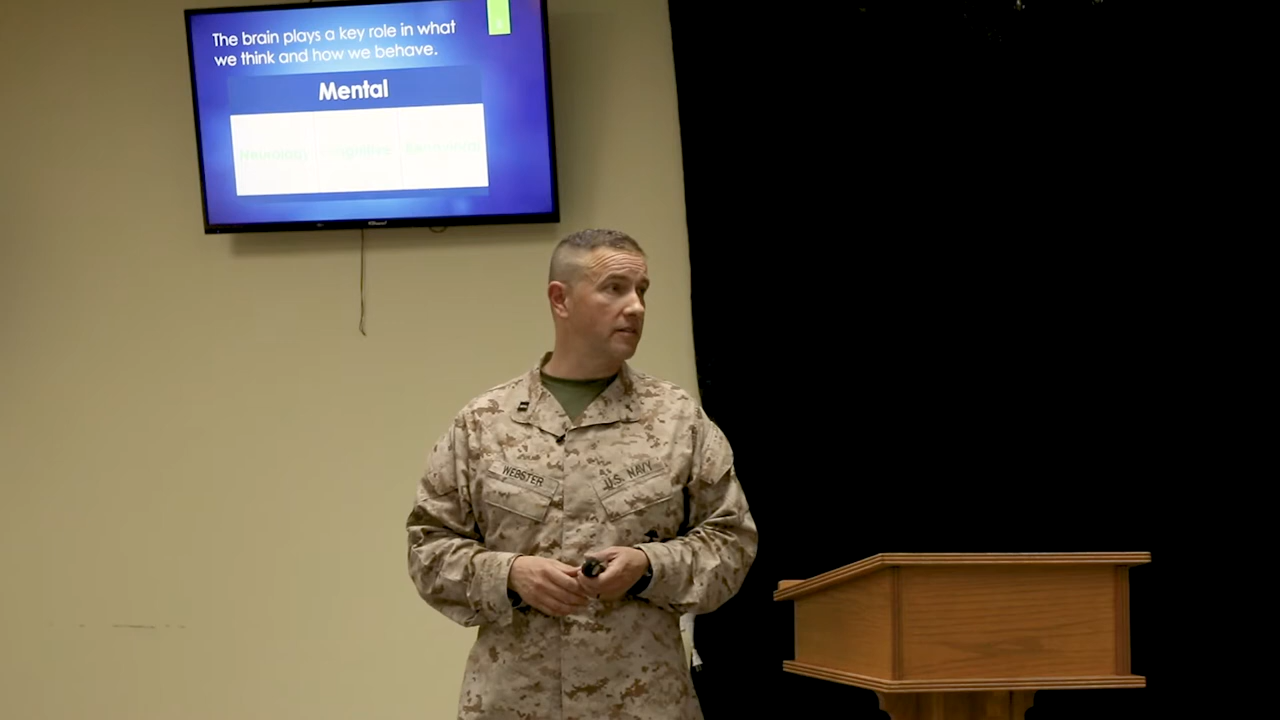 The brain plays a key role in what
we think and how we behave.
Mental
WEBSTER
U.S. NAVY